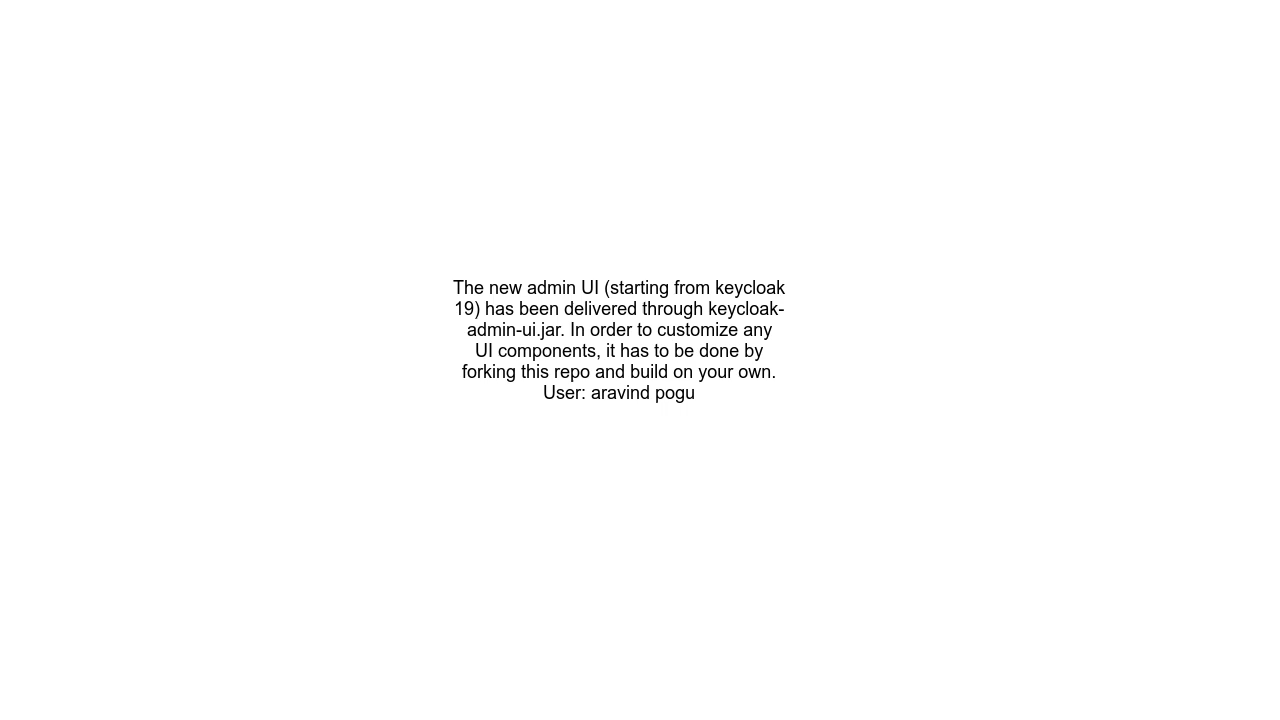 The new admin UI (starting from keycloak
19) has been delivered through keycloak-
admin-ui.jar. In order to customize any
UI components, it has to be done by
forking this repo and build on your own.
User: aravind pogu